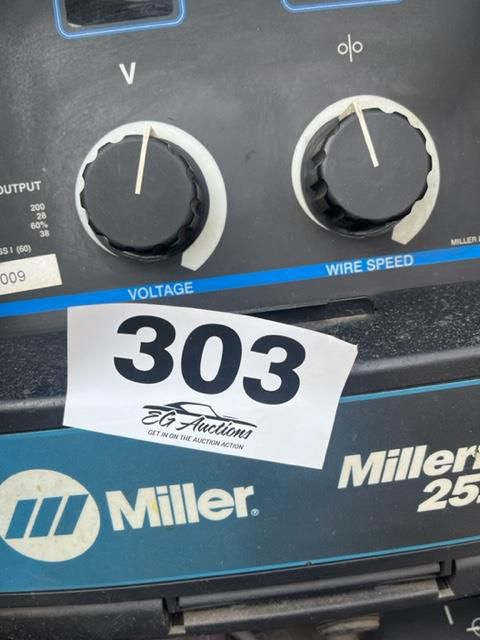 V
OUTPUT
200
28
60%
38
(60)
009
MILLER
VOLTAGE
WIRE SPEED
303
EG Auctions
GET IN ON THE AUCTION ACTION
Miller®